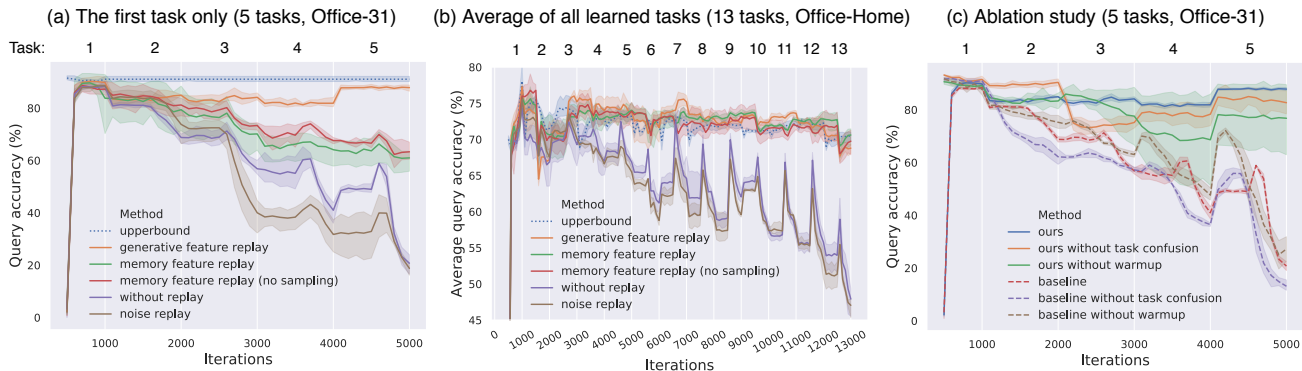 (a) The first task only (5 tasks, Office-31)
Task: 1 2 3 4 5
Query accuracy (%)
80
60
40
20
0
Method
upperbound
generative feature replay
memory feature replay
memory feature replay (no sampling)
without replay
noise replay
1000 2000 3000 4000 5000
Iterations
(b) Average of all learned tasks (13 tasks, Office-Home)
1 2 3 4 5 6 7 8 9 10 11 12 13
Average query accuracy (%)
80
75
70
65
60
55
50
45
Method
upperbound
generative feature replay
memory feature replay
memory feature replay (no sampling)
without replay
noise replay
0 1000 2000 3000 4000 5000 6000 7000 8000 9000 10000 11000 12000 13000
Iterations
(c) Ablation study (5 tasks, Office-31)
1 2 3 4 5
Query accuracy (%)
80
60
40
20
0
Method
ours
ours without task confusion
ours without warmup
baseline
baseline without task confusion
baseline without warmup
1000 2000 3000 4000 5000
Iterations